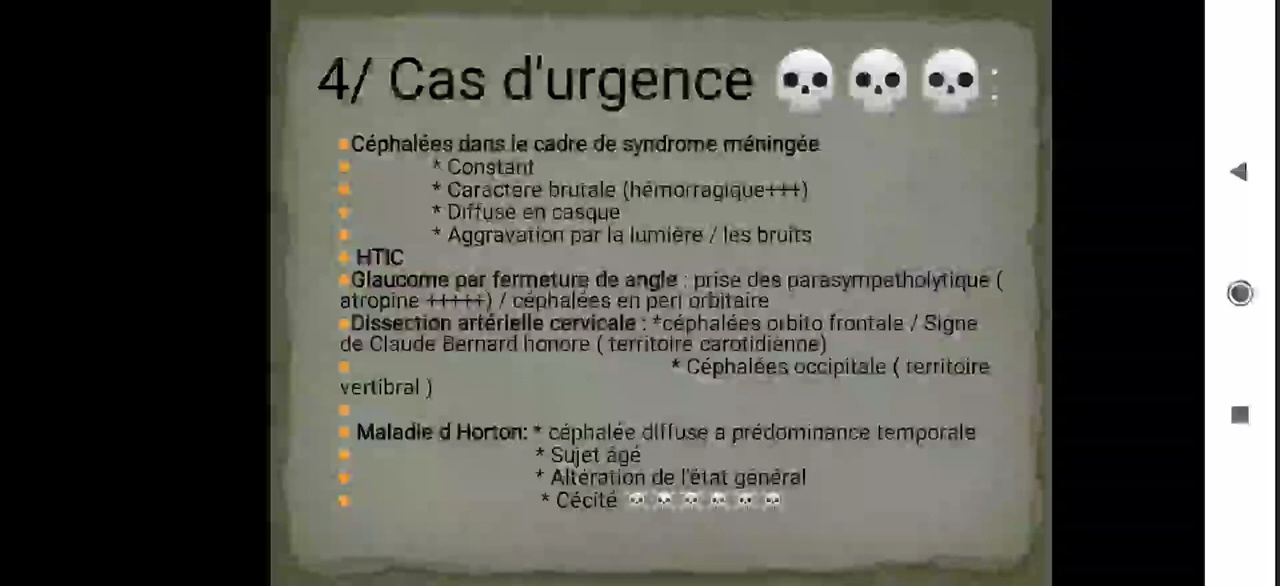 4/ Cas d'urgence 💀💀💀:
Céphalées dans le cadre de syndrome méningée
* Constant
* Caractère brutale (hémorragique+++)
* Diffuse en casque
* Aggravation par la lumière / les bruits
HTIC
Glaucome par fermeture de angle : prise des parasympatholytique (
atropine +++++) / céphalées en peri orbitaire
Dissection artérielle cervicale : *céphalées orbito frontale / Signe
de Claude Bernard honore ( territoire carotidienne)
* Céphalées occipitale ( territoire
vertibral )
Maladie d Horton: * céphalée diffuse a prédominance temporale
* Sujet âgé
* Altération de l'état général
* Cécité 💀💀💀💀💀💀